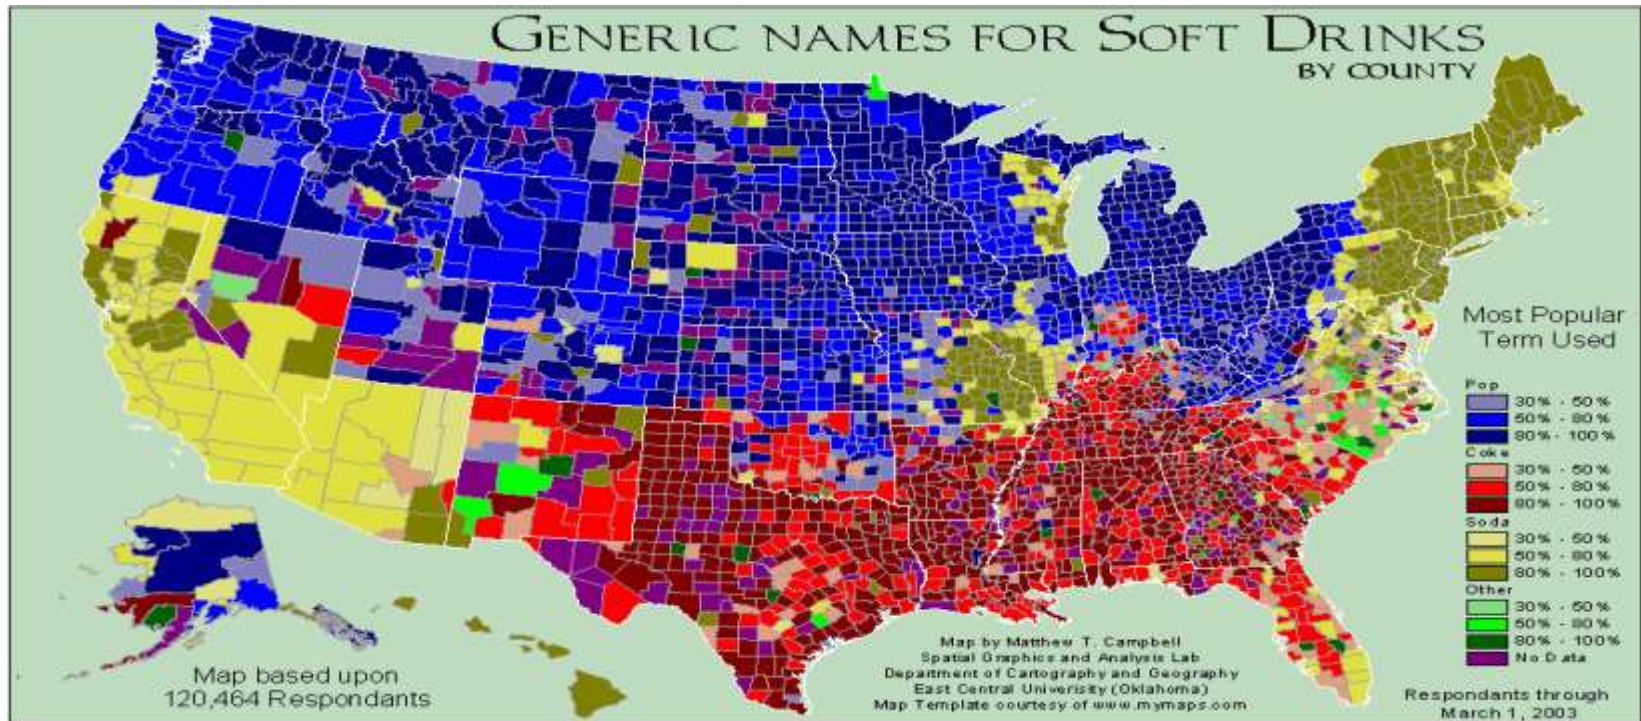 GENERIC NAMES FOR SOFT DRINKS
BY COUNTY
Most Popular
Term Used
Pop
30% - 50%
50% - 80%
80% - 100%
Coke
30% - 50%
50% - 80%
80% - 100%
Soda
30% - 50%
50% - 80%
80% - 100%
Other
30% - 50%
50% - 80%
80% - 100%
No Data
Map based upon
120,464 Respondants
Map by Matthew T. Campbell
Spatial Graphics and Analysis Lab
Department of Cartography and Geography
East Central Univerisity (Oklahoma)
Map Template courtesy of www.mymaps.com
Respondants through
March 1, 2003